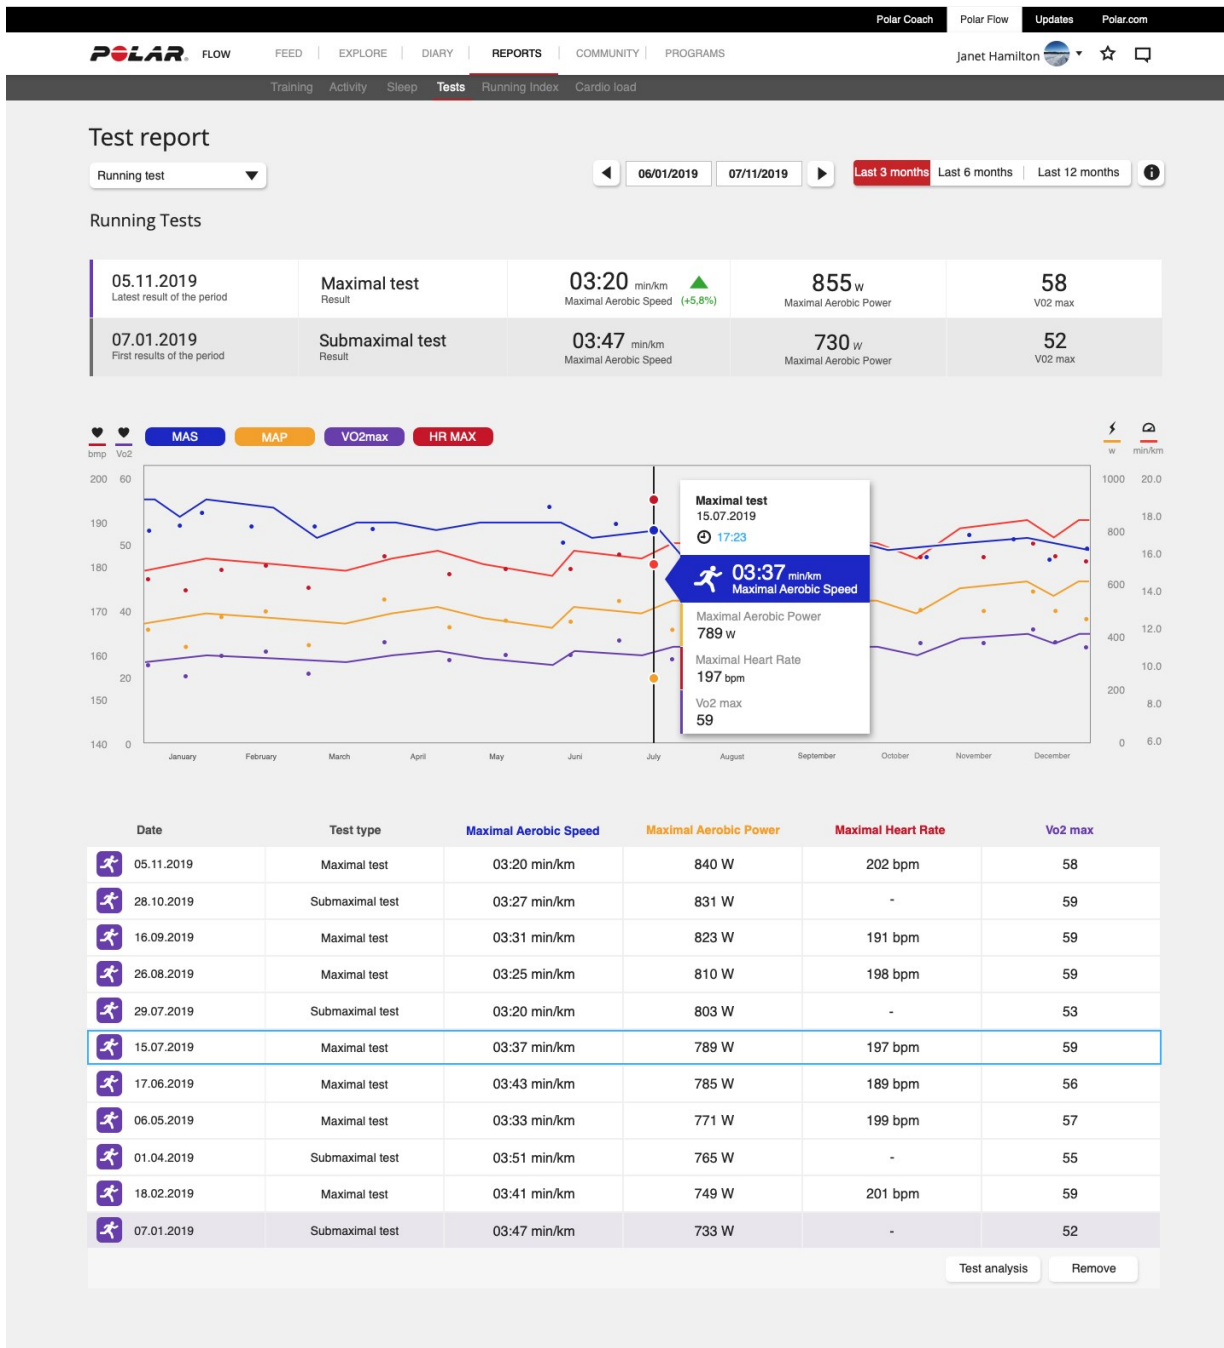 Polar Coach Polar Flow Updates Polar.com
POLAR. FLOW FEED EXPLORE DIARY REPORTS COMMUNITY PROGRAMS Janet Hamilton
Training Activity Sleep Tests Running Index Cardio load
Test report
Running test 06/01/2019 07/11/2019 Last 3 months Last 6 months Last 12 months
Running Tests
05.11.2019 Maximal test 03:20 min/km 855 w 58
Latest result of the period Result Maximal Aerobic Speed (+5,8%) Maximal Aerobic Power V02 max
07.01.2019 Submaximal test 03:47 min/km 730 w 52
First results of the period Result Maximal Aerobic Speed Maximal Aerobic Power V02 max
MAS MAP VO2max HR MAX
bmp Vo2 w min/km
200 60 1000 20.0
190 50 800 18.0
180 16.0
170 40 600 14.0
160 400 12.0
20 10.0
150 200 8.0
140 0 0 6.0
Maximal test
15.07.2019
17:23
03:37 min/km
Maximal Aerobic Speed
Maximal Aerobic Power
789 w
Maximal Heart Rate
197 bpm
Vo2 max
59
January February March April May Juni July August September October November December
Date Test type Maximal Aerobic Speed Maximal Aerobic Power Maximal Heart Rate Vo2 max
05.11.2019 Maximal test 03:20 min/km 840 W 202 bpm 58
28.10.2019 Submaximal test 03:27 min/km 831 W - 59
16.09.2019 Maximal test 03:31 min/km 823 W 191 bpm 59
26.08.2019 Maximal test 03:25 min/km 810 W 198 bpm 59
29.07.2019 Submaximal test 03:20 min/km 803 W - 53
15.07.2019 Maximal test 03:37 min/km 789 W 197 bpm 59
17.06.2019 Maximal test 03:43 min/km 785 W 189 bpm 56
06.05.2019 Maximal test 03:33 min/km 771 W 199 bpm 57
01.04.2019 Submaximal test 03:51 min/km 765 W - 55
18.02.2019 Maximal test 03:41 min/km 749 W 201 bpm 59
07.01.2019 Submaximal test 03:47 min/km 733 W - 52
Test analysis Remove